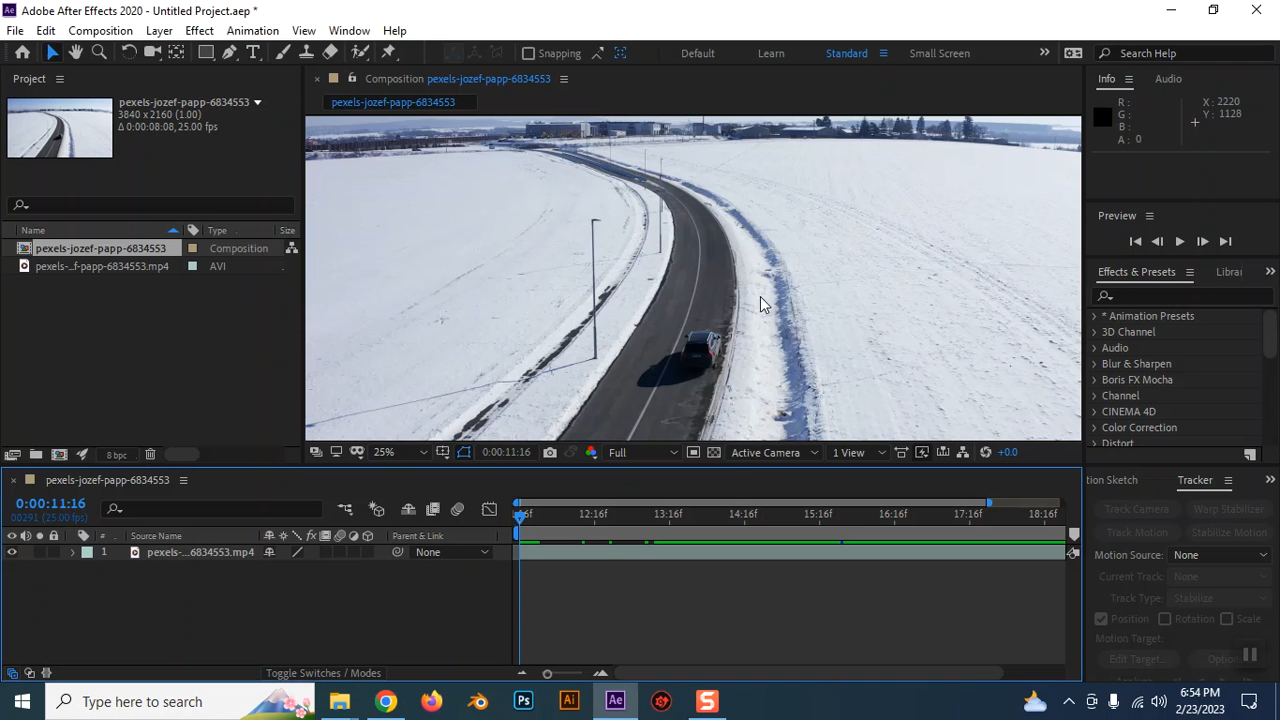 Adobe After Effects 2020 - Untitled Project.aep *
File Edit Composition Layer Effect Animation View Window Help
Snapping Default Learn Standard Small Screen Search Help
Project
pexels-jozef-papp-6834553
3840 x 2160 (1.00)
Δ 0:00:08:08, 25.00 fps
Name Type Size
pexels-jozef-papp-6834553 Composition
pexels-...f-papp-6834553.mp4 AVI
8 bpc
Composition pexels-jozef-papp-6834553
pexels-jozef-papp-6834553
25% 0:00:11:16 Full Active Camera 1 View +0.0
Info Audio
R: X: 2220
G: Y: 1128
B:
A: 0
Preview
Effects & Presets Librai
* Animation Presets
3D Channel
Audio
Blur & Sharpen
Boris FX Mocha
Channel
CINEMA 4D
Color Correction
Distort
pexels-jozef-papp-6834553
0:00:11:16
00291 (25.00 fps)
12:16f 13:16f 14:16f 15:16f 16:16f 17:16f 18:16f
# Source Name Parent & Link
1 pexels-...6834553.mp4 None
Toggle Switches / Modes
tion Sketch Tracker
Track Camera Warp Stabilizer
Track Motion Stabilize Motion
Motion Source: None
Current Track: None
Track Type: Stabilize
Position Rotation Scale
Motion Target:
Edit Target... Optio
Type here to search
6:54 PM
2/23/2023